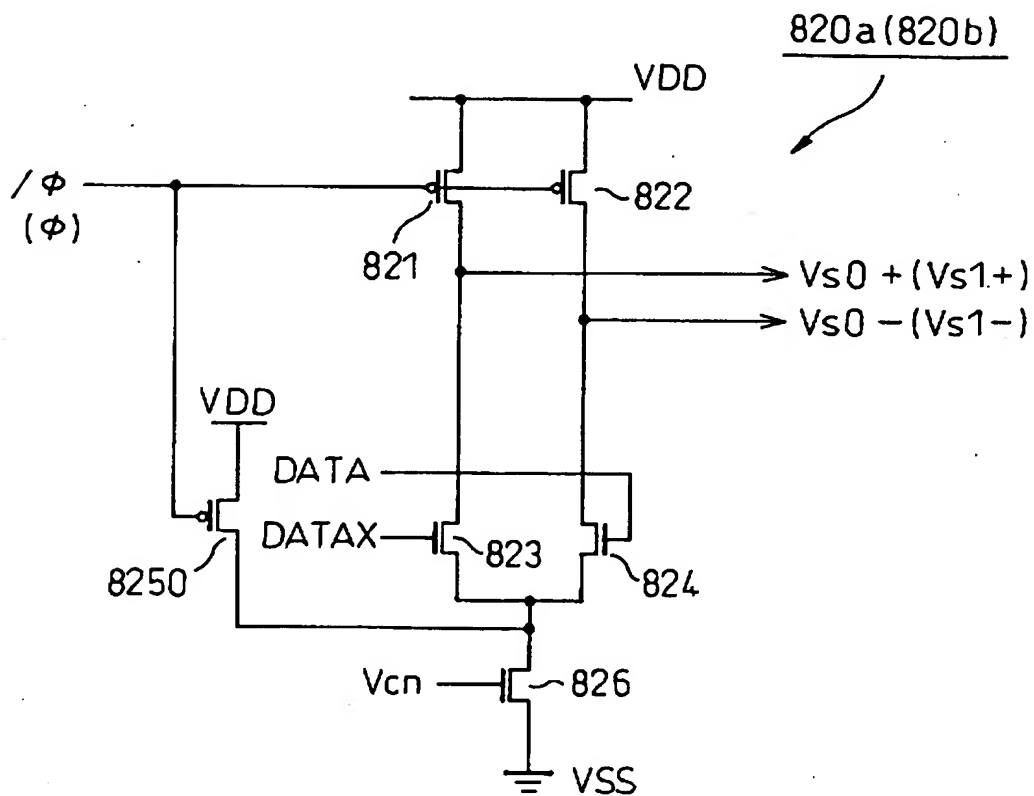 820a(820b)
VDD
/Φ
(Φ)
821
822
Vs0+(Vs1+)
Vs0-(Vs1-)
VDD
DATA
DATAX
823
824
8250
Vcn
826
VSS